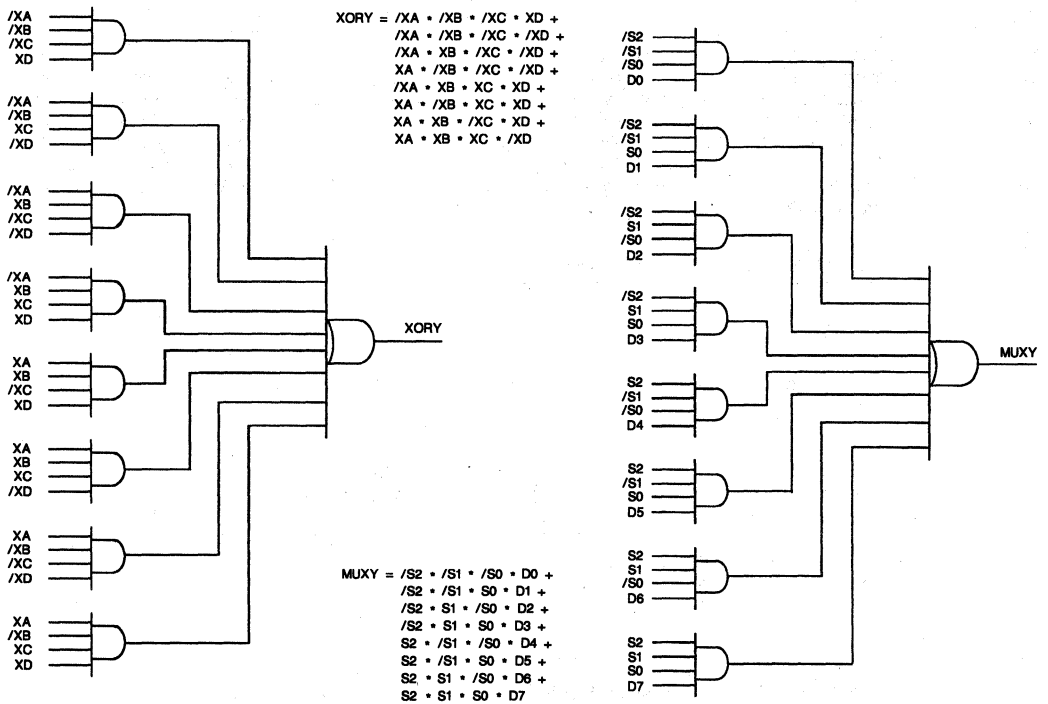 /XA
/XB
/XC
XD
/XA
/XB
XC
/XD
/XA
XB
/XC
/XD
/XA
XB
XC
XD
XA
XB
/XC
XD
XA
XB
XC
/XD
XA
/XB
/XC
/XD
XA
/XB
XC
XD
XORY
XORY = /XA * /XB * /XC * XD +
/XA * /XB * /XC * /XD +
/XA * XB * /XC * /XD +
XA * /XB * /XC * /XD +
/XA * XB * XC * XD +
XA * /XB * XC * XD +
XA * XB * /XC * XD +
XA * XB * XC * /XD
MUXY = /S2 * /S1 * /S0 * D0 +
/S2 * /S1 * S0 * D1 +
/S2 * S1 * /S0 * D2 +
/S2 * S1 * S0 * D3 +
S2 * /S1 * /S0 * D4 +
S2 * /S1 * S0 * D5 +
S2 * S1 * /S0 * D6 +
S2 * S1 * S0 * D7
/S2
/S1
/S0
D0
/S2
/S1
S0
D1
/S2
S1
/S0
D2
/S2
S1
S0
D3
S2
/S1
/S0
D4
S2
/S1
S0
D5
S2
S1
/S0
D6
S2
S1
S0
D7
MUXY